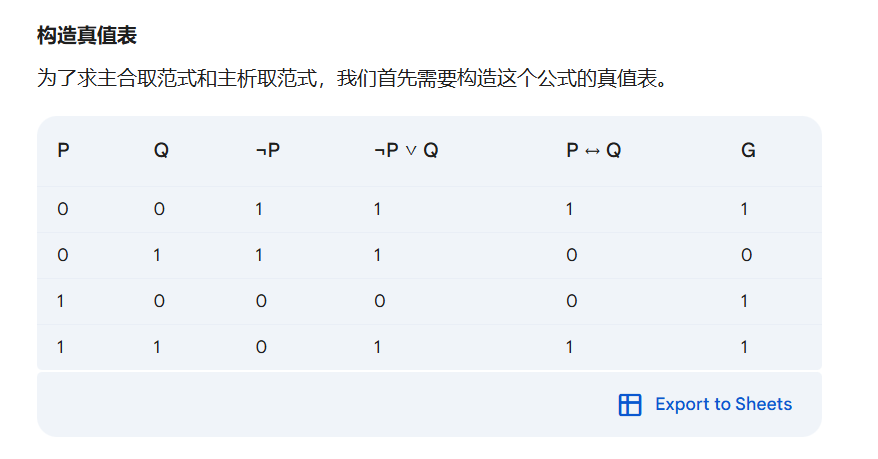 构造真值表
为了求主合取范式和主析取范式，我们首先需要构造这个公式的真值表。
P Q ¬P ¬P ∨ Q P ↔ Q G
0 0 1 1 1 1
0 1 1 1 0 0
1 0 0 0 0 1
1 1 0 1 1 1
Export to Sheets